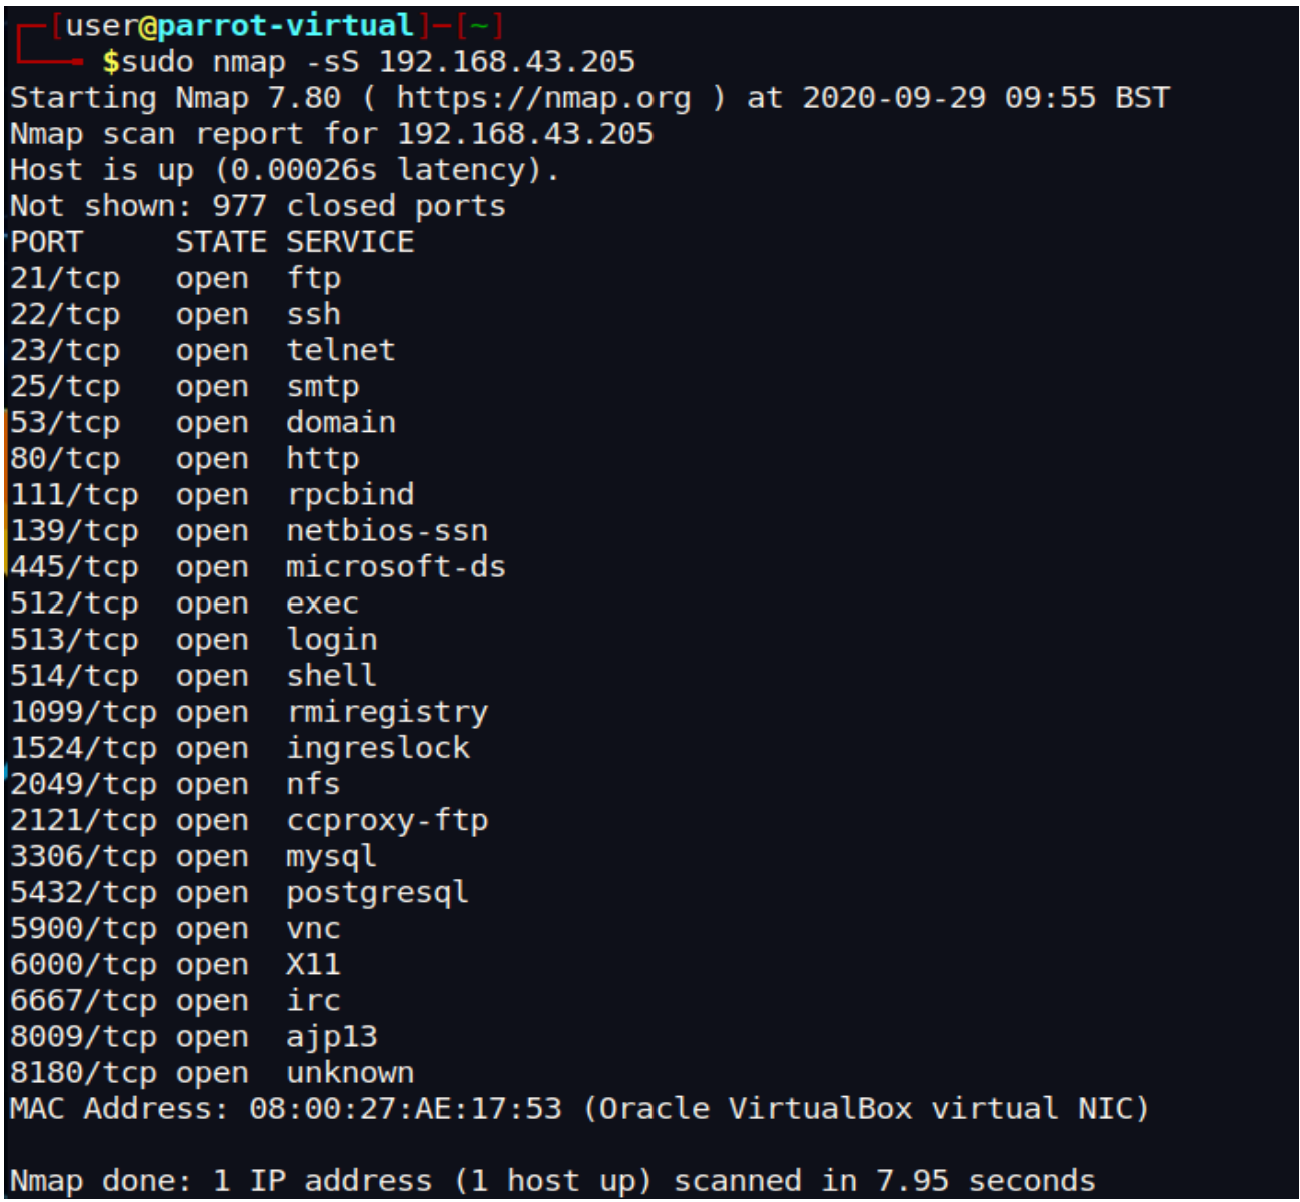 ┌─[user@parrot-virtual]─[~]
└──╼ $sudo nmap -sS 192.168.43.205
Starting Nmap 7.80 ( https://nmap.org ) at 2020-09-29 09:55 BST
Nmap scan report for 192.168.43.205
Host is up (0.00026s latency).
Not shown: 977 closed ports
PORT     STATE SERVICE
21/tcp   open  ftp
22/tcp   open  ssh
23/tcp   open  telnet
25/tcp   open  smtp
53/tcp   open  domain
80/tcp   open  http
111/tcp  open  rpcbind
139/tcp  open  netbios-ssn
445/tcp  open  microsoft-ds
512/tcp  open  exec
513/tcp  open  login
514/tcp  open  shell
1099/tcp open  rmiregistry
1524/tcp open  ingreslock
2049/tcp open  nfs
2121/tcp open  ccproxy-ftp
3306/tcp open  mysql
5432/tcp open  postgresql
5900/tcp open  vnc
6000/tcp open  X11
6667/tcp open  irc
8009/tcp open  ajp13
8180/tcp open  unknown
MAC Address: 08:00:27:AE:17:53 (Oracle VirtualBox virtual NIC)

Nmap done: 1 IP address (1 host up) scanned in 7.95 seconds